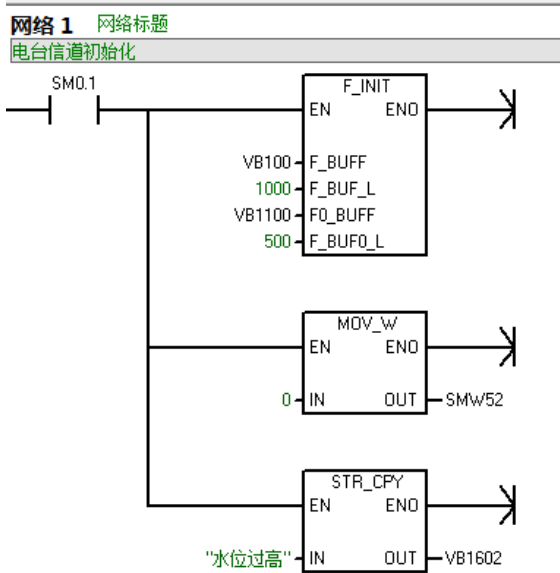 网络 1 网络标题
电台信道初始化
SM0.1
F_INIT
EN ENO
VB100 F_BUFF
1000 F_BUF_L
VB1100 F0_BUFF
500 F_BUF0_L
MOV_W
EN ENO
0 IN OUT SMW52
STR_CPY
EN ENO
"水位过高" IN OUT VB1602